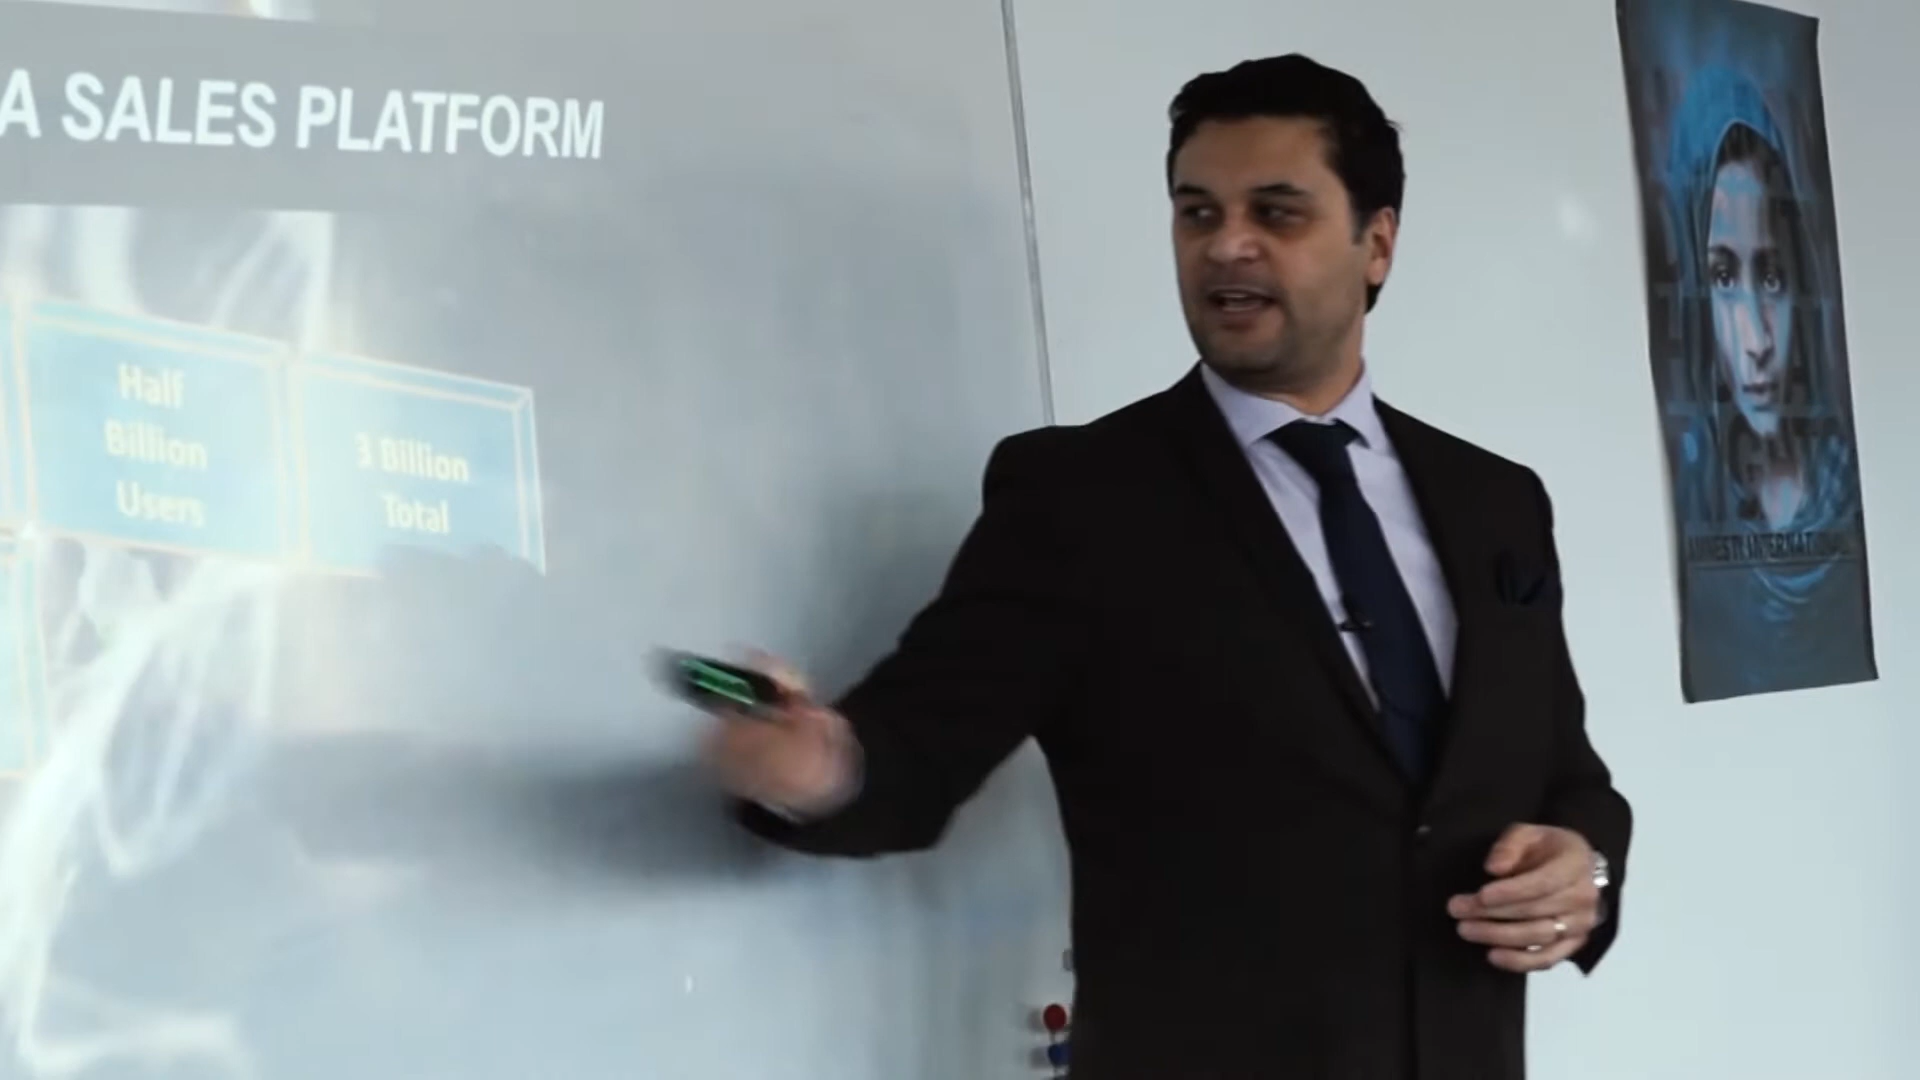 A SALES PLATFORM
Half
Billion
Users
3 Billion
Total
AMNESTY INTERNATIONAL